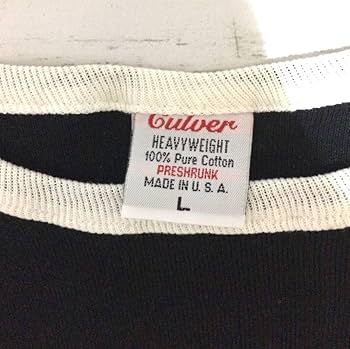 Culver
HEAVYWEIGHT
100% Pure Cotton
PRESHRUNK
MADE IN U. S. A.
L